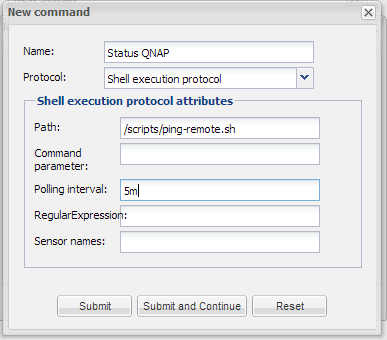 New command
Name: Status QNAP
Protocol: Shell execution protocol
Shell execution protocol attributes
Path: /scripts/ping-remote.sh
Command
parameter:
Polling interval: 5m
RegularExpression:
Sensor names:
Submit Submit and Continue Reset